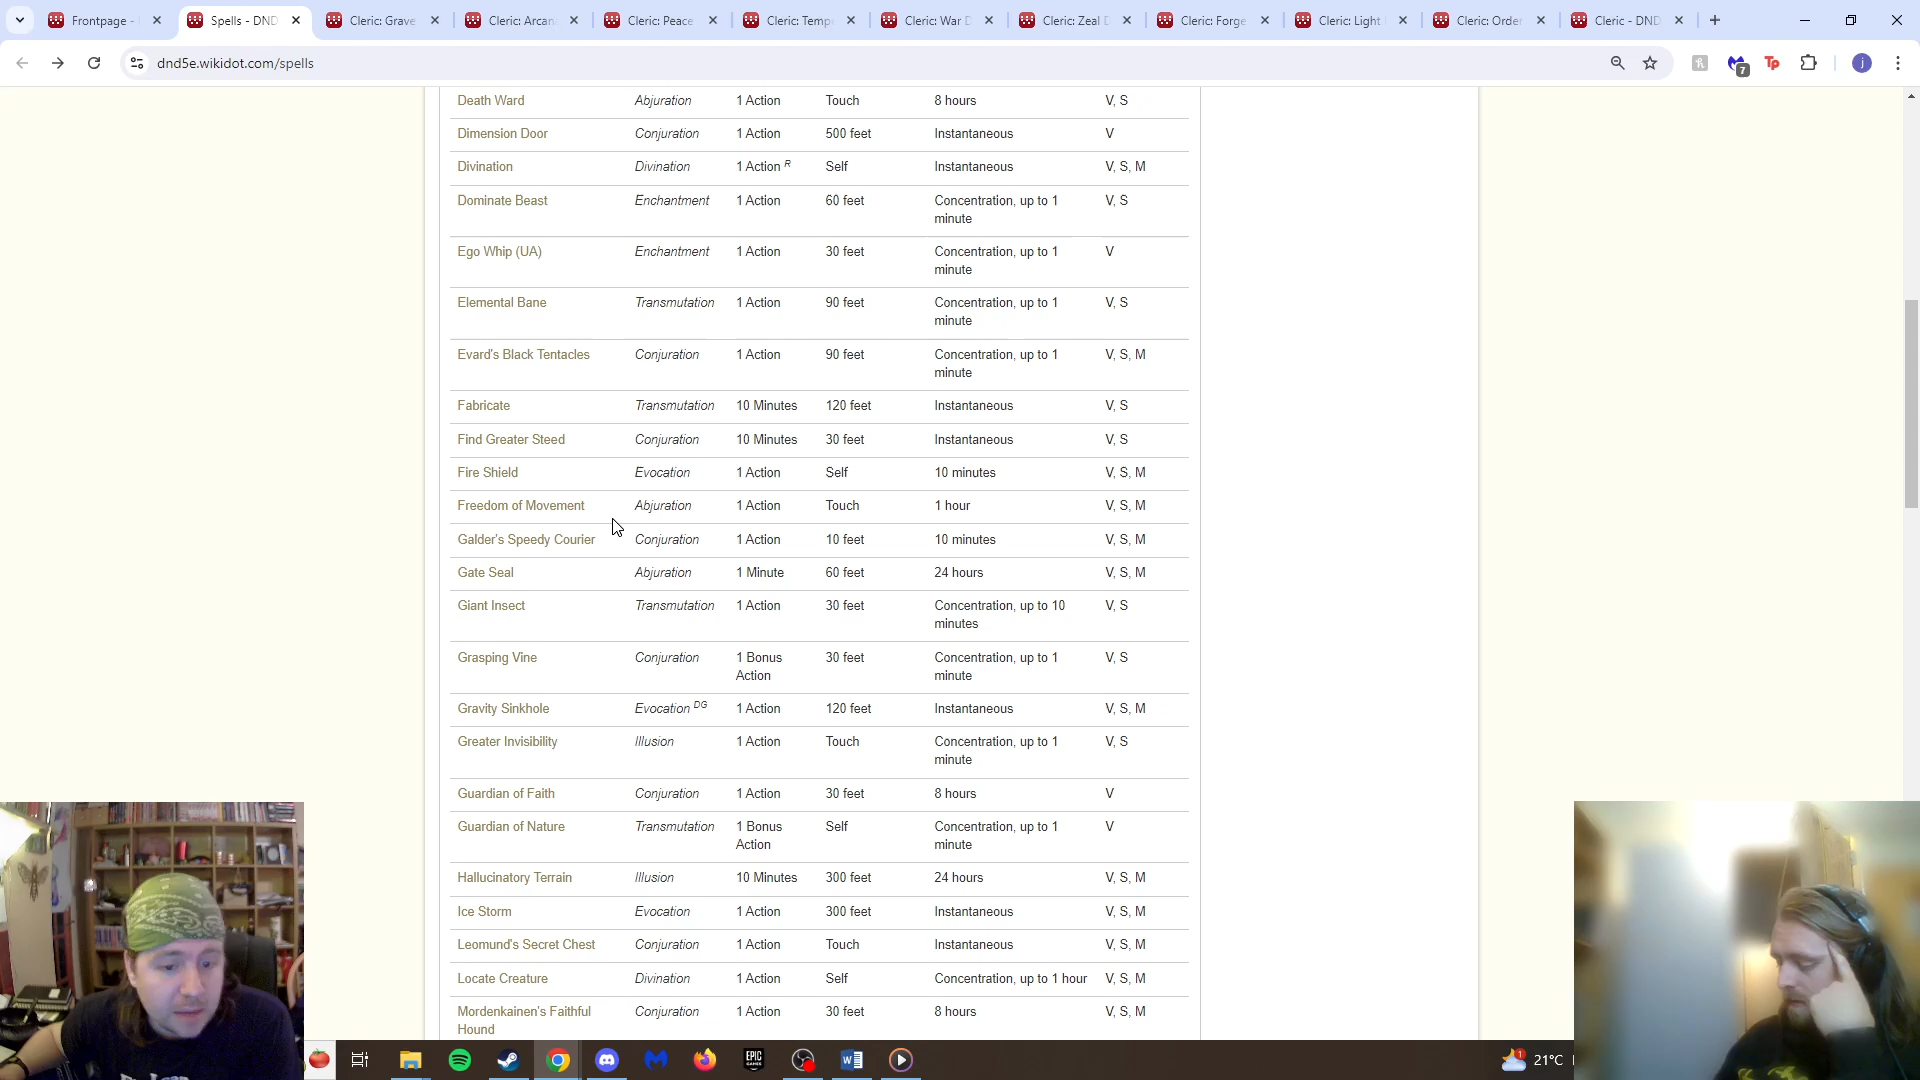 Frontpage -
Spells - DND
Cleric: Grave
Cleric: Arcan
Cleric: Peace
Cleric: Temp
Cleric: War D
Cleric: Zeal D
Cleric: Forge
Cleric: Light
Cleric: Order
Cleric - DND
dnd5e.wikidot.com/spells
7
Tp
j
Death Ward Abjuration 1 Action Touch 8 hours V, S
Dimension Door Conjuration 1 Action 500 feet Instantaneous V
Divination Divination 1 Action R Self Instantaneous V, S, M
Dominate Beast Enchantment 1 Action 60 feet Concentration, up to 1 V, S
minute
Ego Whip (UA) Enchantment 1 Action 30 feet Concentration, up to 1 V
minute
Elemental Bane Transmutation 1 Action 90 feet Concentration, up to 1 V, S
minute
Evard's Black Tentacles Conjuration 1 Action 90 feet Concentration, up to 1 V, S, M
minute
Fabricate Transmutation 10 Minutes 120 feet Instantaneous V, S
Find Greater Steed Conjuration 10 Minutes 30 feet Instantaneous V, S
Fire Shield Evocation 1 Action Self 10 minutes V, S, M
Freedom of Movement Abjuration 1 Action Touch 1 hour V, S, M
Galder's Speedy Courier Conjuration 1 Action 10 feet 10 minutes V, S, M
Gate Seal Abjuration 1 Minute 60 feet 24 hours V, S, M
Giant Insect Transmutation 1 Action 30 feet Concentration, up to 10 V, S
minutes
Grasping Vine Conjuration 1 Bonus 30 feet Concentration, up to 1 V, S
Action minute
Gravity Sinkhole Evocation DG 1 Action 120 feet Instantaneous V, S, M
Greater Invisibility Illusion 1 Action Touch Concentration, up to 1 V, S
minute
Guardian of Faith Conjuration 1 Action 30 feet 8 hours V
Guardian of Nature Transmutation 1 Bonus Self Concentration, up to 1 V
Action minute
Hallucinatory Terrain Illusion 10 Minutes 300 feet 24 hours V, S, M
Ice Storm Evocation 1 Action 300 feet Instantaneous V, S, M
Leomund's Secret Chest Conjuration 1 Action Touch Instantaneous V, S, M
Locate Creature Divination 1 Action Self Concentration, up to 1 hour V, S, M
Mordenkainen's Faithful Conjuration 1 Action 30 feet 8 hours V, S, M
Hound
EPIC
GAMES
1
21°C